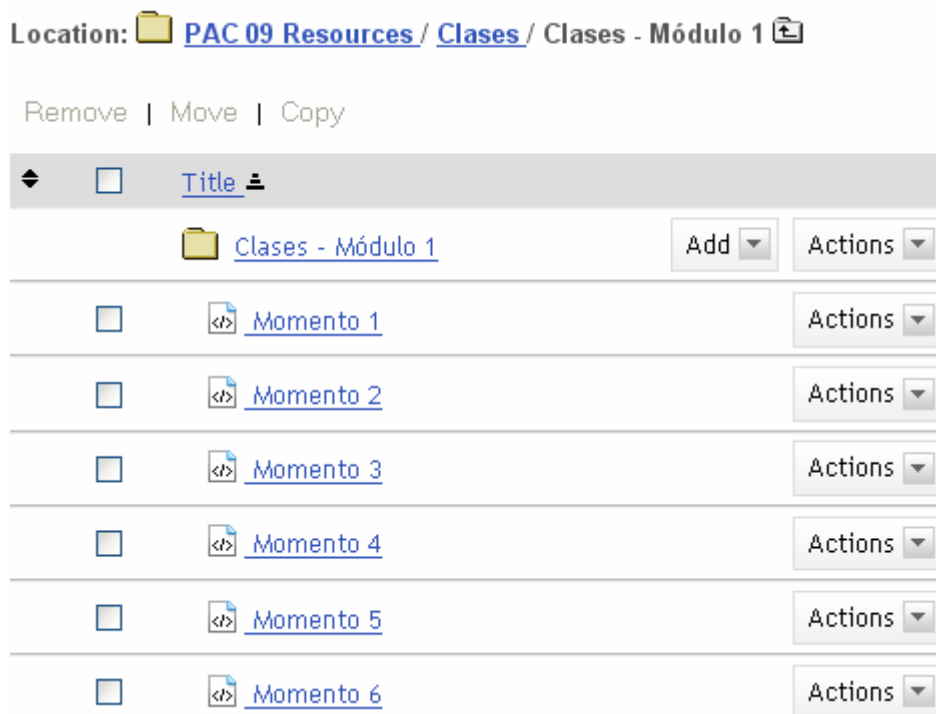 Location: PAC 09 Resources / Clases / Clases - Módulo 1
Remove | Move | Copy
Title
Clases - Módulo 1 Add Actions
Momento 1 Actions
Momento 2 Actions
Momento 3 Actions
Momento 4 Actions
Momento 5 Actions
Momento 6 Actions